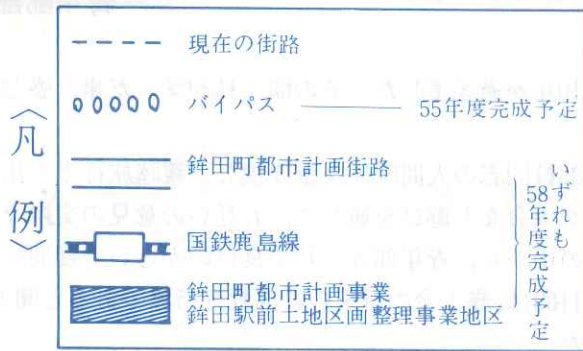 〈凡例〉
現在の街路
バイパス 55年度完成予定
鉾田町都市計画街路
国鉄鹿島線
鉾田町都市計画事業
鉾田駅前土地区画整理事業地区
いずれも
58年度完成予定